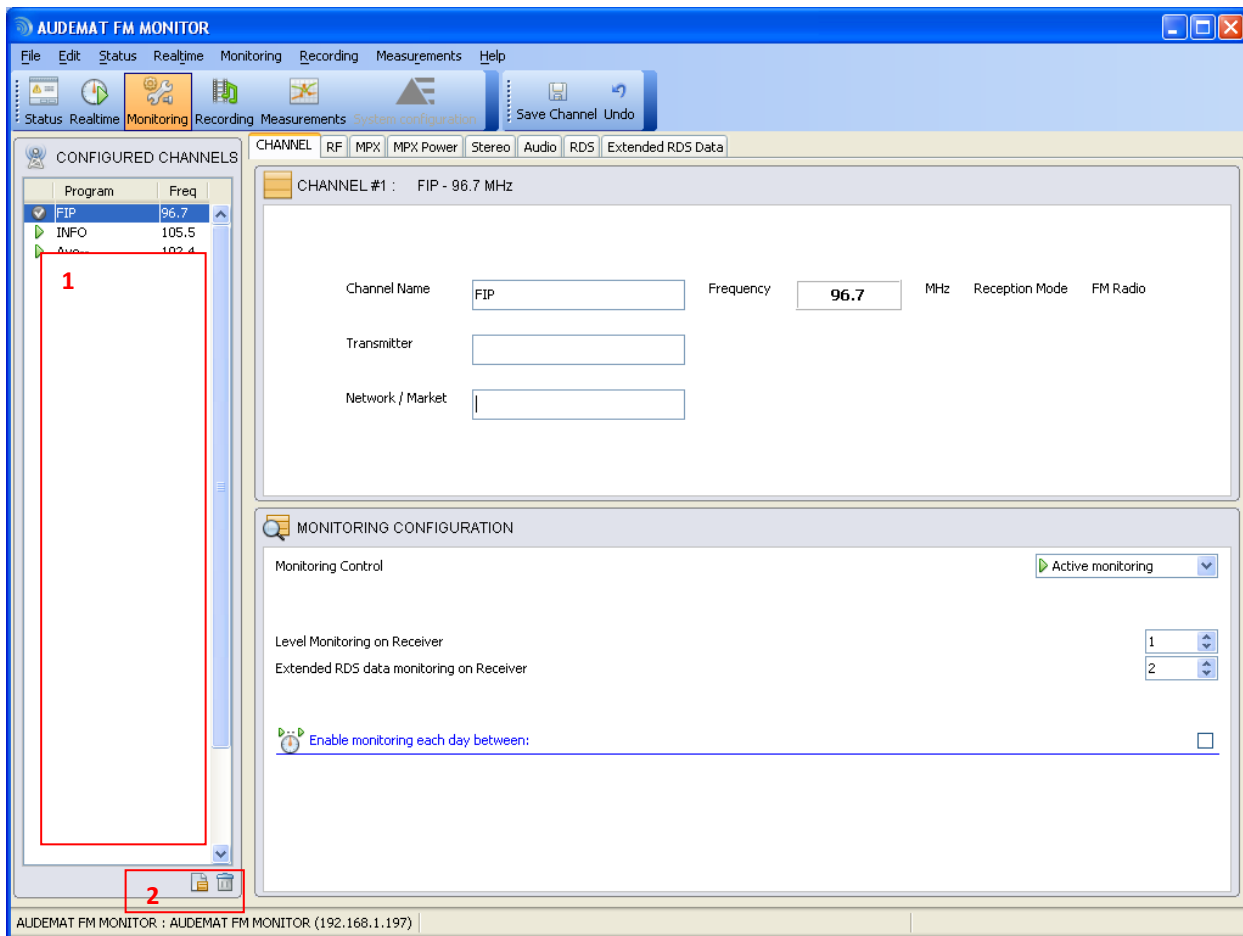 AUDEMAT FM MONITOR
File Edit Status Realtime Monitoring Recording Measurements Help
Status Realtime Monitoring Recording Measurements System configuration Save Channel Undo
CONFIGURED CHANNELS
Program Freq
FIP 96.7
INFO 105.5
102.4
1
2
CHANNEL RF MPX MPX Power Stereo Audio RDS Extended RDS Data
CHANNEL #1 : FIP - 96.7 MHz
Channel Name FIP Frequency 96.7 MHz Reception Mode FM Radio
Transmitter
Network / Market
MONITORING CONFIGURATION
Monitoring Control Active monitoring
Level Monitoring on Receiver 1
Extended RDS data monitoring on Receiver 2
Enable monitoring each day between:
AUDEMAT FM MONITOR : AUDEMAT FM MONITOR (192.168.1.197)